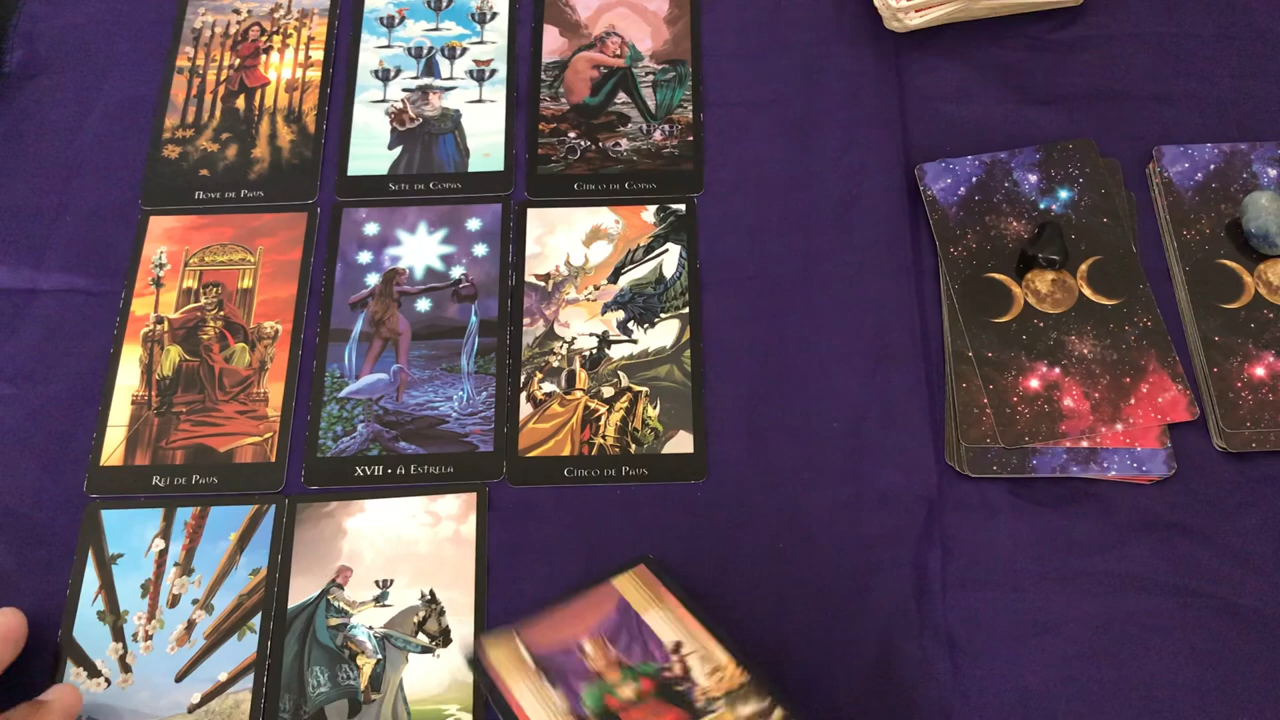 Nove de Paus
Sete de Copas
Cinco de Copas
Rei de Paus
XVII • A Estrela
Cinco de Paus